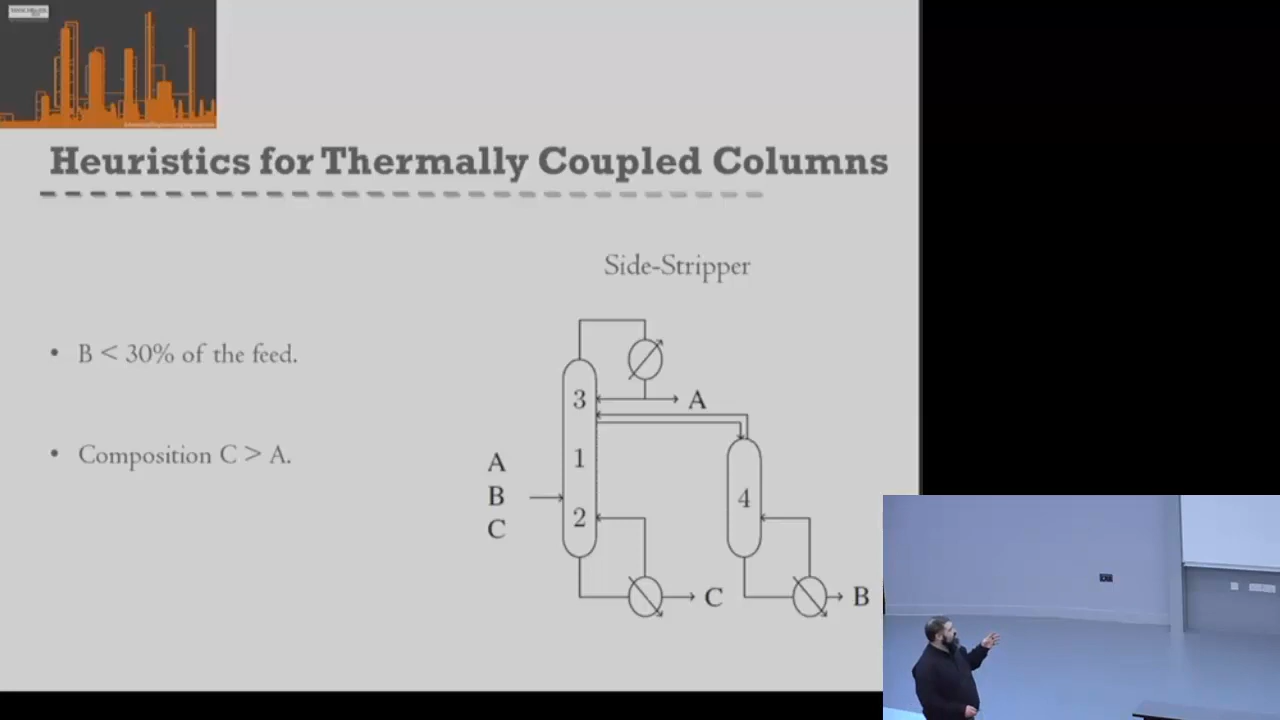 Heuristics for Thermally Coupled Columns
Side-Stripper
• B < 30% of the feed.
• Composition C > A.
3
A
1
4
A
B
C
2
C
B